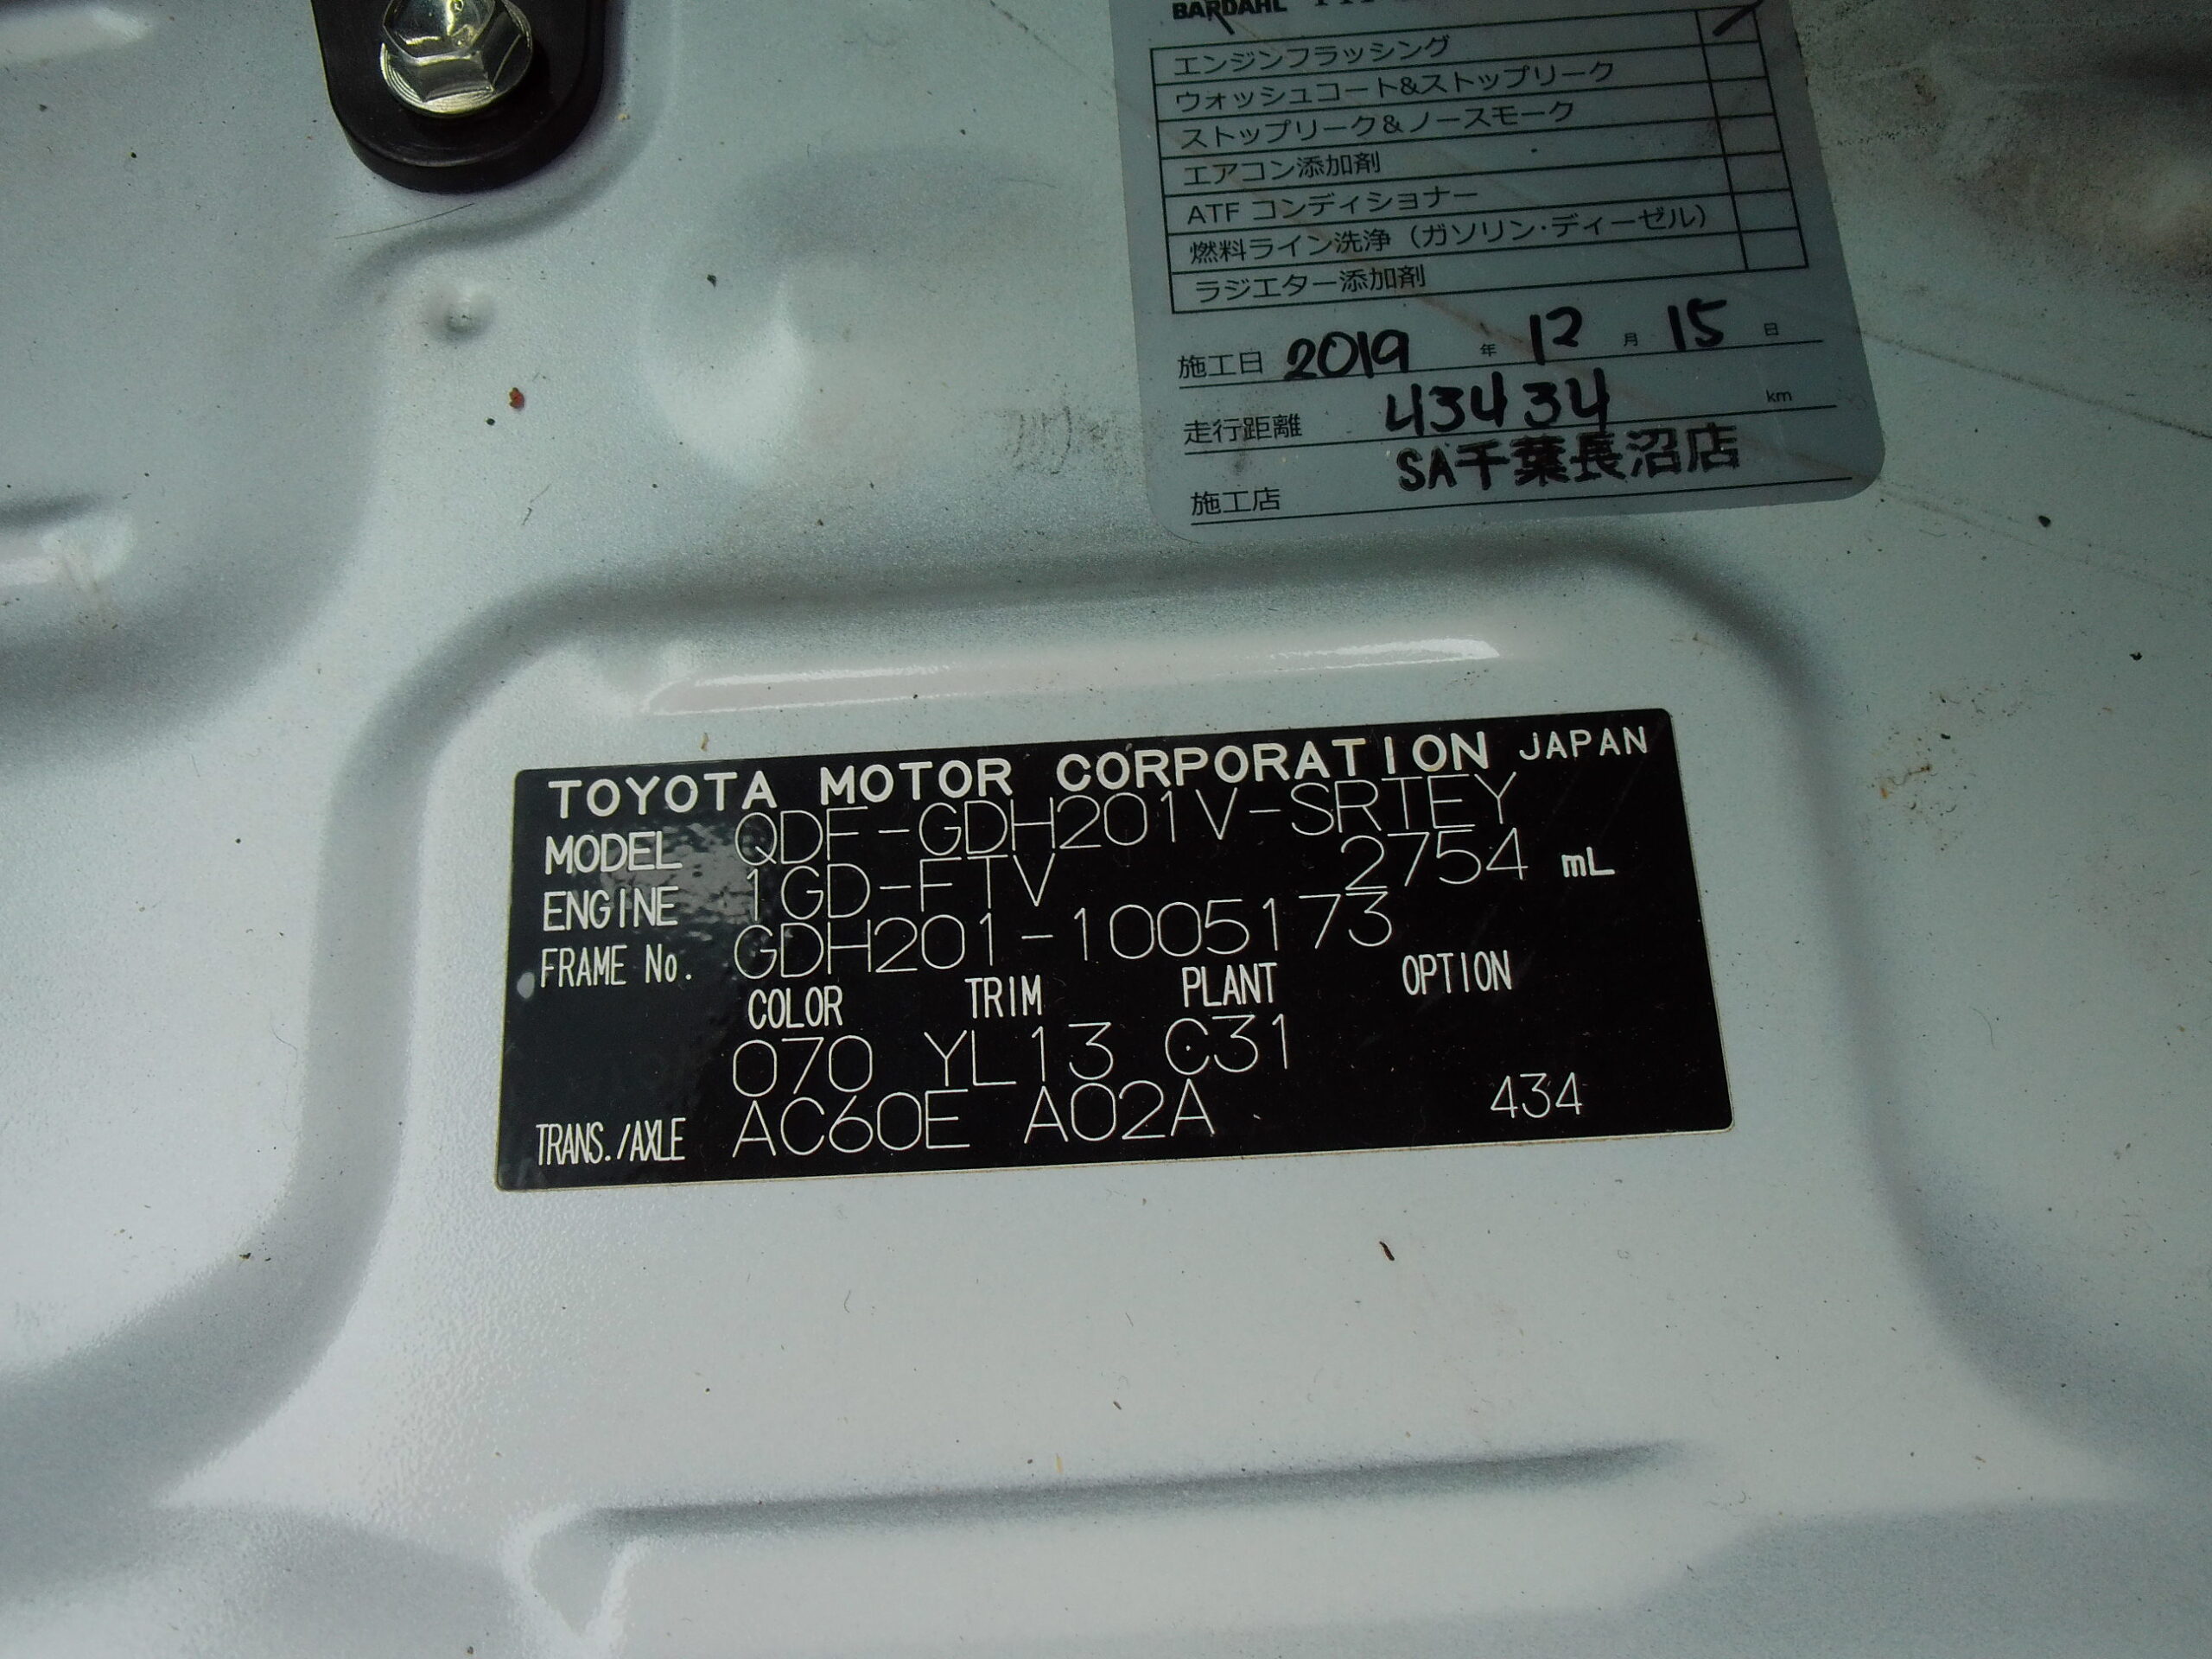 BARDAHL
エンジンフラッシング
ウォッシュコート&ストップリーク
ストップリーク&ノースモーク
エアコン添加剤
ATF コンディショナー
燃料ライン洗浄（ガソリン・ディーゼル）
ラジエター添加剤
施工日 2019 年 12 月 15 日
走行距離 43434 km
施工店 SA千葉長沼店
TOYOTA MOTOR CORPORATION JAPAN
MODEL QDF-GDH201V-SRTEY
ENGINE 1GD-FTV 2754 mL
FRAME No. GDH201-1005173
COLOR TRIM PLANT OPTION
070 YL13 C31
TRANS./AXLE AC60E A02A 434